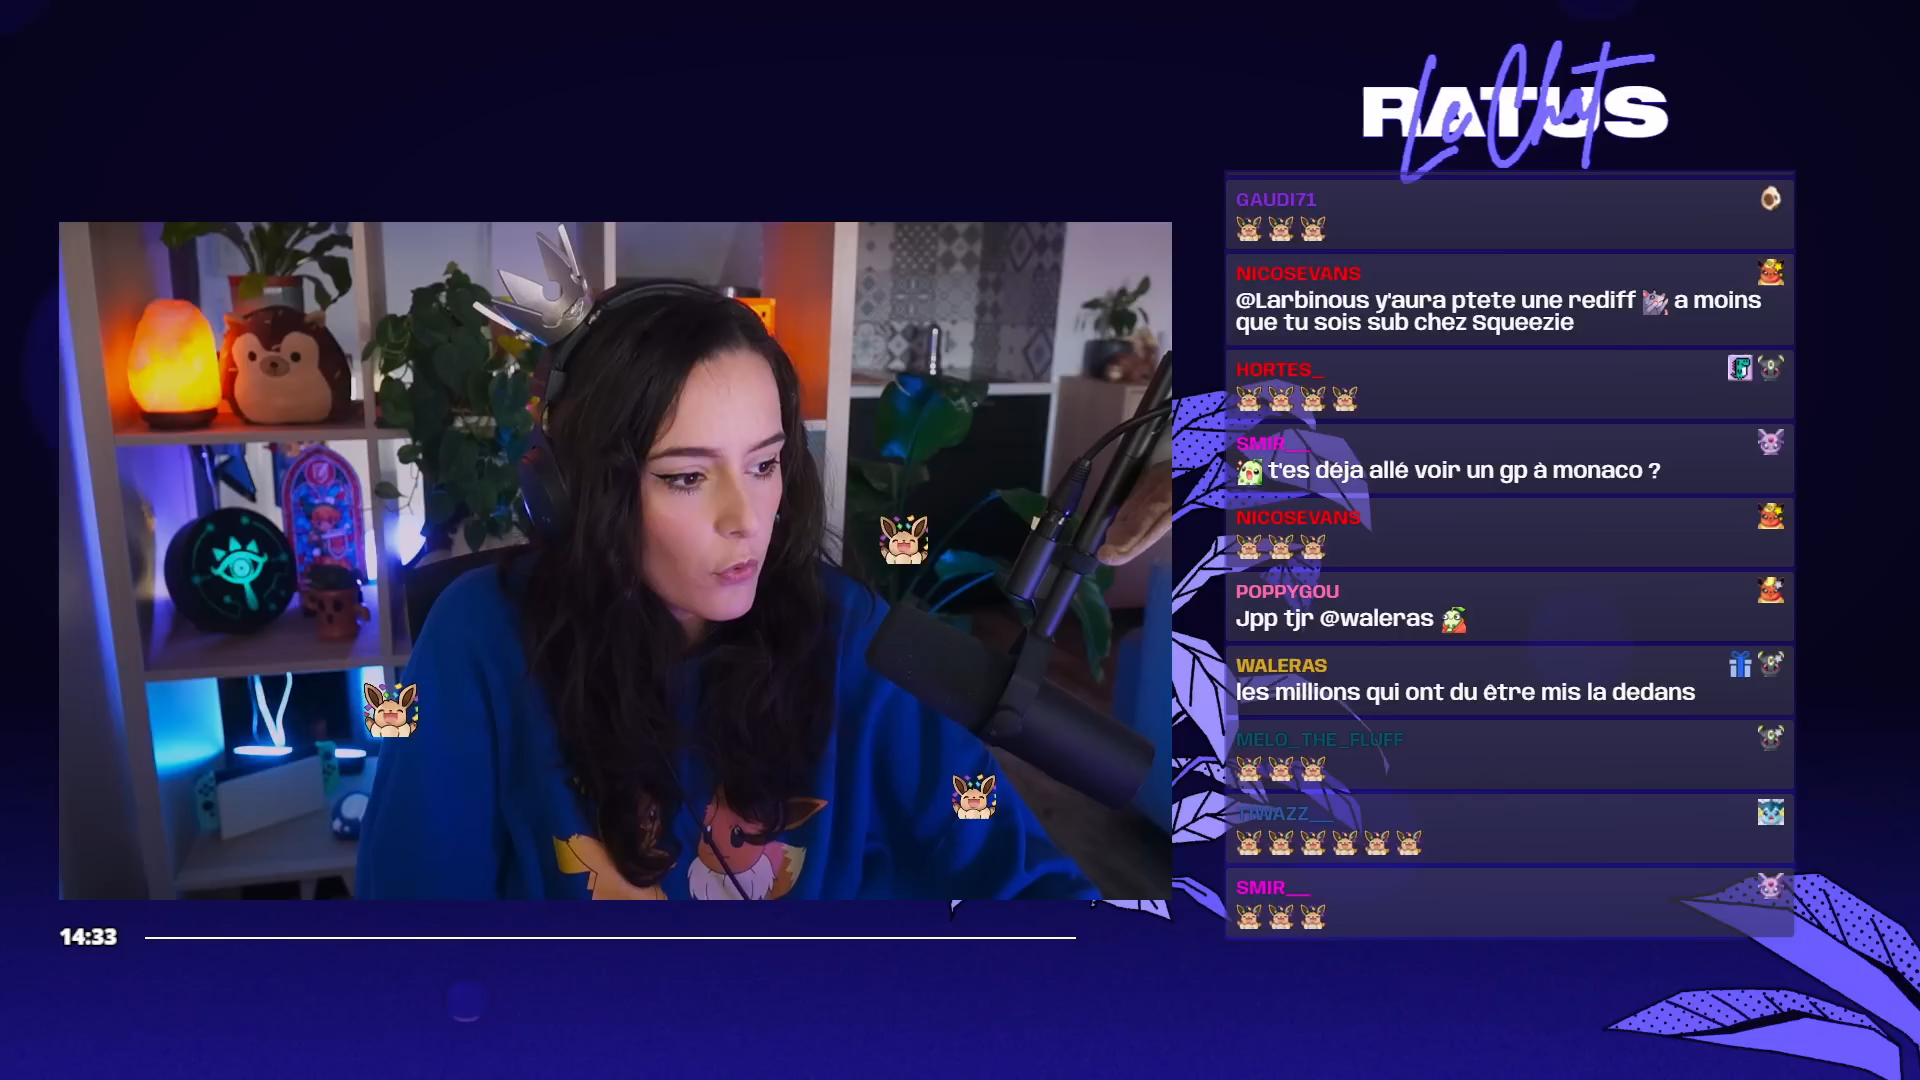 RATUS
Le Chat
GAUDI71
NICOSEVANS
@Larbinous y'aura ptete une rediff a moins
que tu sois sub chez Squeezie
HORTES_
SMIR__
t'es déja allé voir un gp à monaco ?
NICOSEVANS
POPPYGOU
Jpp tjr @waleras
WALERAS
les millions qui ont du être mis la dedans
MELO_THE_FLUFF
SMIR__
14:33